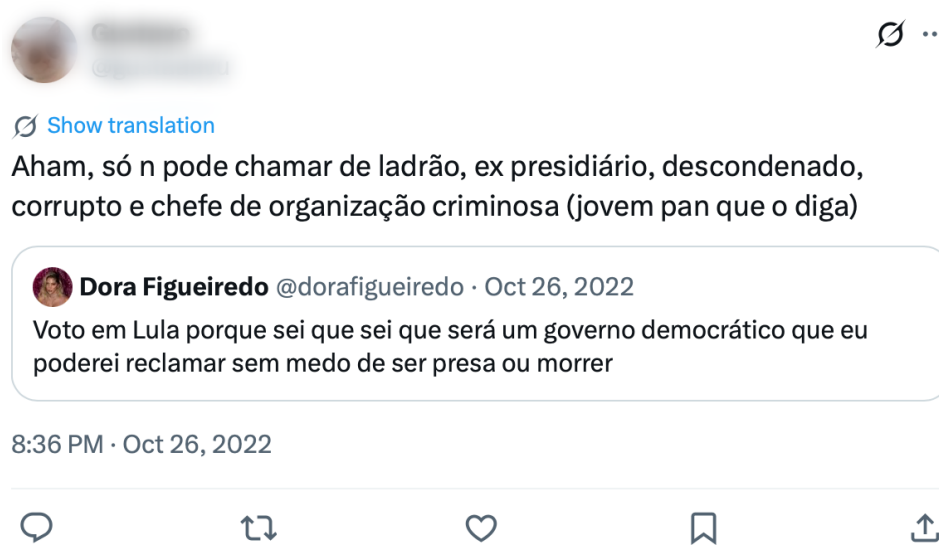 Show translation
Aham, só n pode chamar de ladrão, ex presidiário, descondenado,
corrupto e chefe de organização criminosa (jovem pan que o diga)
Dora Figueiredo @dorafigueiredo · Oct 26, 2022
Voto em Lula porque sei que sei que será um governo democrático que eu
poderei reclamar sem medo de ser presa ou morrer
8:36 PM · Oct 26, 2022